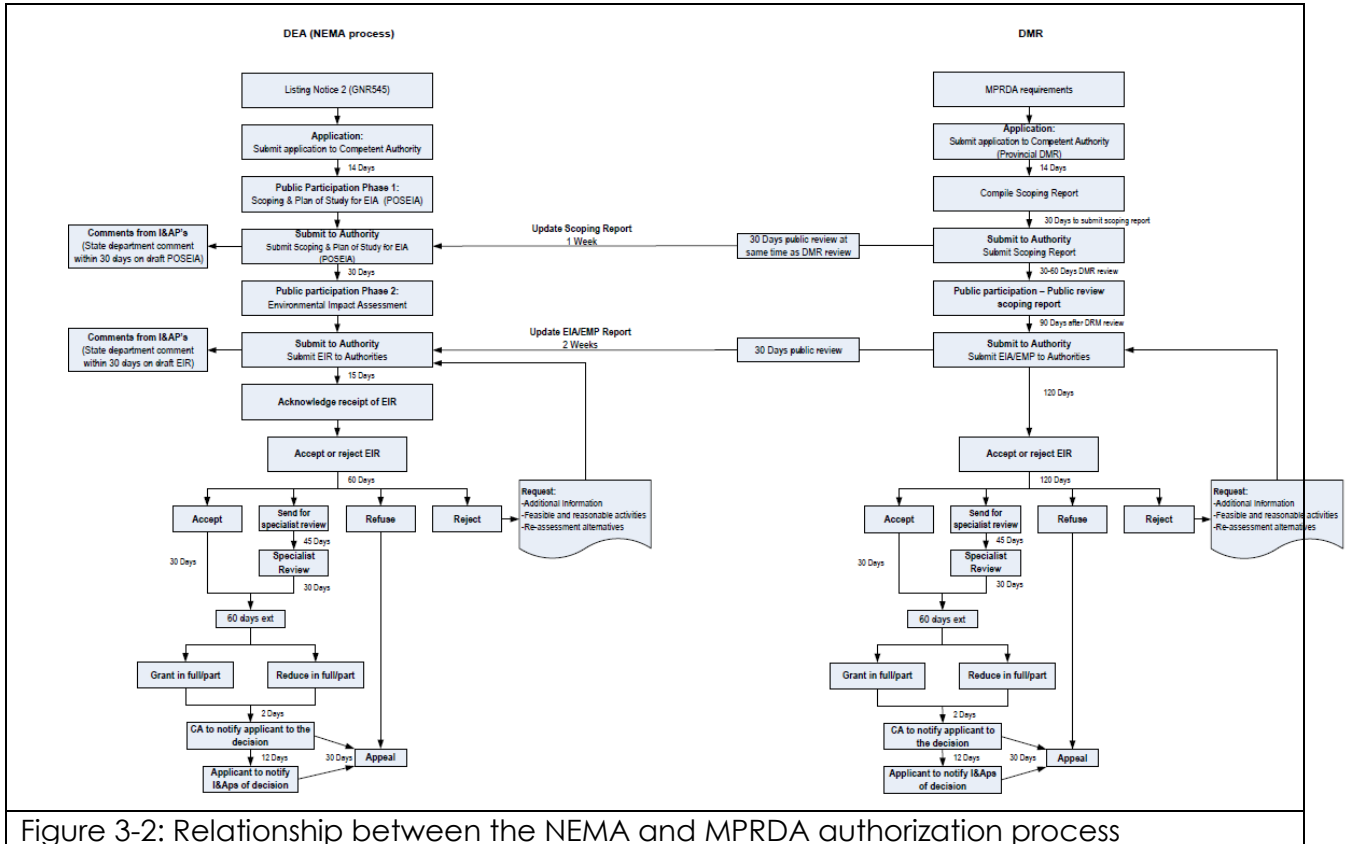 DEA (NEMA process)
Listing Notice 2 (GNR545)
Application:
Submit application to Competent Authority
14 Days
Public Participation Phase 1:
Scoping & Plan of Study for EIA (POSEIA)
Comments from I&AP's
(State department comment
within 30 days on draft POSEIA)
Submit to Authority
Submit Scoping & Plan of Study for EIA
(POSEIA)
30 Days
Public participation Phase 2:
Environmental Impact Assessment
Comments from I&AP's
(State department comment
within 30 days on draft EIR)
Submit to Authority
Submit EIR to Authorities
15 Days
Acknowledge receipt of EIR
Accept or reject EIR
60 Days
Accept
Send for
specialist review
Refuse
Reject
Request:
-Additional Information
-Feasible and reasonable activities
-Re-assessment alternatives
45 Days
Specialist
Review
30 Days
30 Days
60 days ext
Grant in full/part
Reduce in full/part
2 Days
CA to notify applicant to the
decision
12 Days
30 Days
Appeal
Applicant to notify
I&Aps of decision
Update Scoping Report
1 Week
30 Days public review at
same time as DMR review
Update EIA/EMP Report
2 Weeks
30 Days public review
DMR
MPRDA requirements
Application:
Submit application to Competent Authority
(Provincial DMR)
14 Days
Compile Scoping Report
30 Days to submit scoping report
Submit to Authority
Submit Scoping Report
30-60 Days DMR review
Public participation – Public review
scoping report
90 Days after DRM review
Submit to Authority
Submit EIA/EMP to Authorities
120 Days
Accept or reject EIR
120 Days
Accept
Send for
specialist review
Refuse
Reject
Request:
-Additional Information
-Feasible and reasonable activities
-Re-assessment alternatives
45 Days
Specialist
Review
30 Days
30 Days
60 days ext
Grant in full/part
Reduce in full/part
2 Days
CA to notify applicant to
the decision
12 Days
30 Days
Appeal
Applicant to notify I&Aps
of decision
Figure 3-2: Relationship between the NEMA and MPRDA authorization process